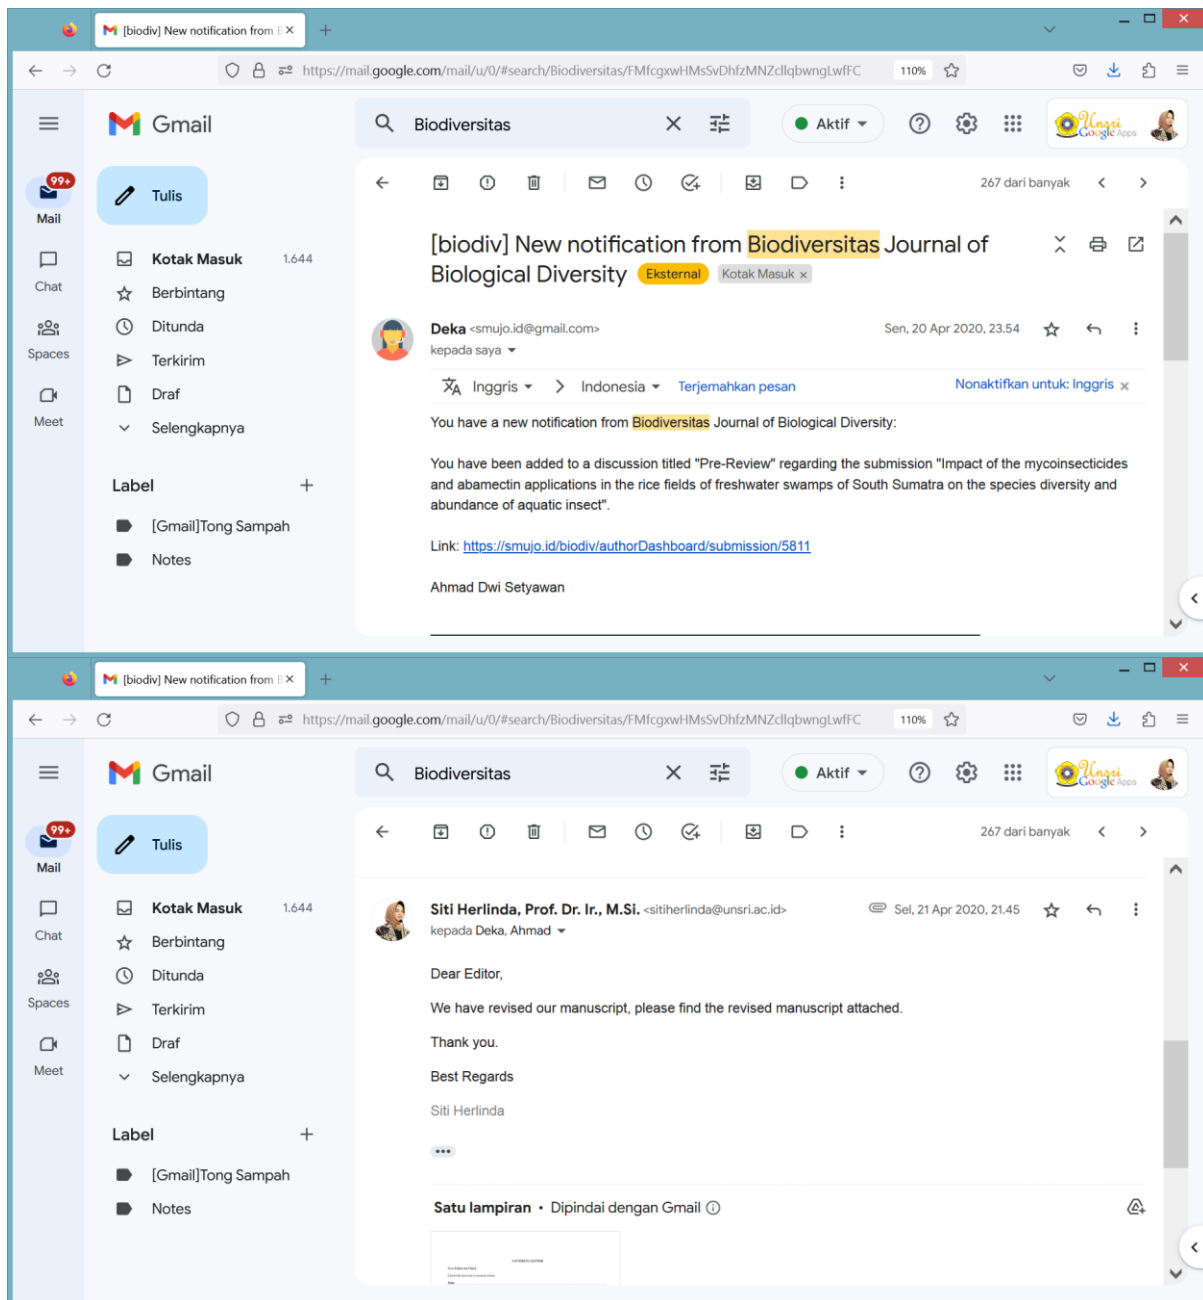 [biodiv] New notification from B
https://mail.google.com/mail/u/0/#search/Biodiversitas/FMfcgxwHMsSvDhfzMNZcllqbwngLwfFC 110%
Gmail
Biodiversitas
Aktif
Unsri
Google Apps
99+
Mail
Tulis
267 dari banyak
Chat
Spaces
Meet
Kotak Masuk 1.644
Berbintang
Ditunda
Terkirim
Draf
Selengkapnya
Label
[Gmail]Tong Sampah
Notes
[biodiv] New notification from Biodiversitas Journal of
Biological Diversity Eksternal Kotak Masuk x
Deka <smujo.id@gmail.com> Sen, 20 Apr 2020, 23.54
kepada saya
Inggris > Indonesia Terjemahkan pesan Nonaktifkan untuk: Inggris x
You have a new notification from Biodiversitas Journal of Biological Diversity:
You have been added to a discussion titled "Pre-Review" regarding the submission "Impact of the mycoinsecticides
and abamectin applications in the rice fields of freshwater swamps of South Sumatra on the species diversity and
abundance of aquatic insect".
Link: https://smujo.id/biodiv/authorDashboard/submission/5811
Ahmad Dwi Setyawan
[biodiv] New notification from B
https://mail.google.com/mail/u/0/#search/Biodiversitas/FMfcgxwHMsSvDhfzMNZcllqbwngLwfFC 110%
Gmail
Biodiversitas
Aktif
Unsri
Google Apps
99+
Mail
Tulis
267 dari banyak
Chat
Spaces
Meet
Kotak Masuk 1.644
Berbintang
Ditunda
Terkirim
Draf
Selengkapnya
Label
[Gmail]Tong Sampah
Notes
Siti Herlinda, Prof. Dr. Ir., M.Si. <sitiherlinda@unsri.ac.id> Sel, 21 Apr 2020, 21.45
kepada Deka, Ahmad
Dear Editor,
We have revised our manuscript, please find the revised manuscript attached.
Thank you.
Best Regards
Siti Herlinda
Satu lampiran • Dipindai dengan Gmail